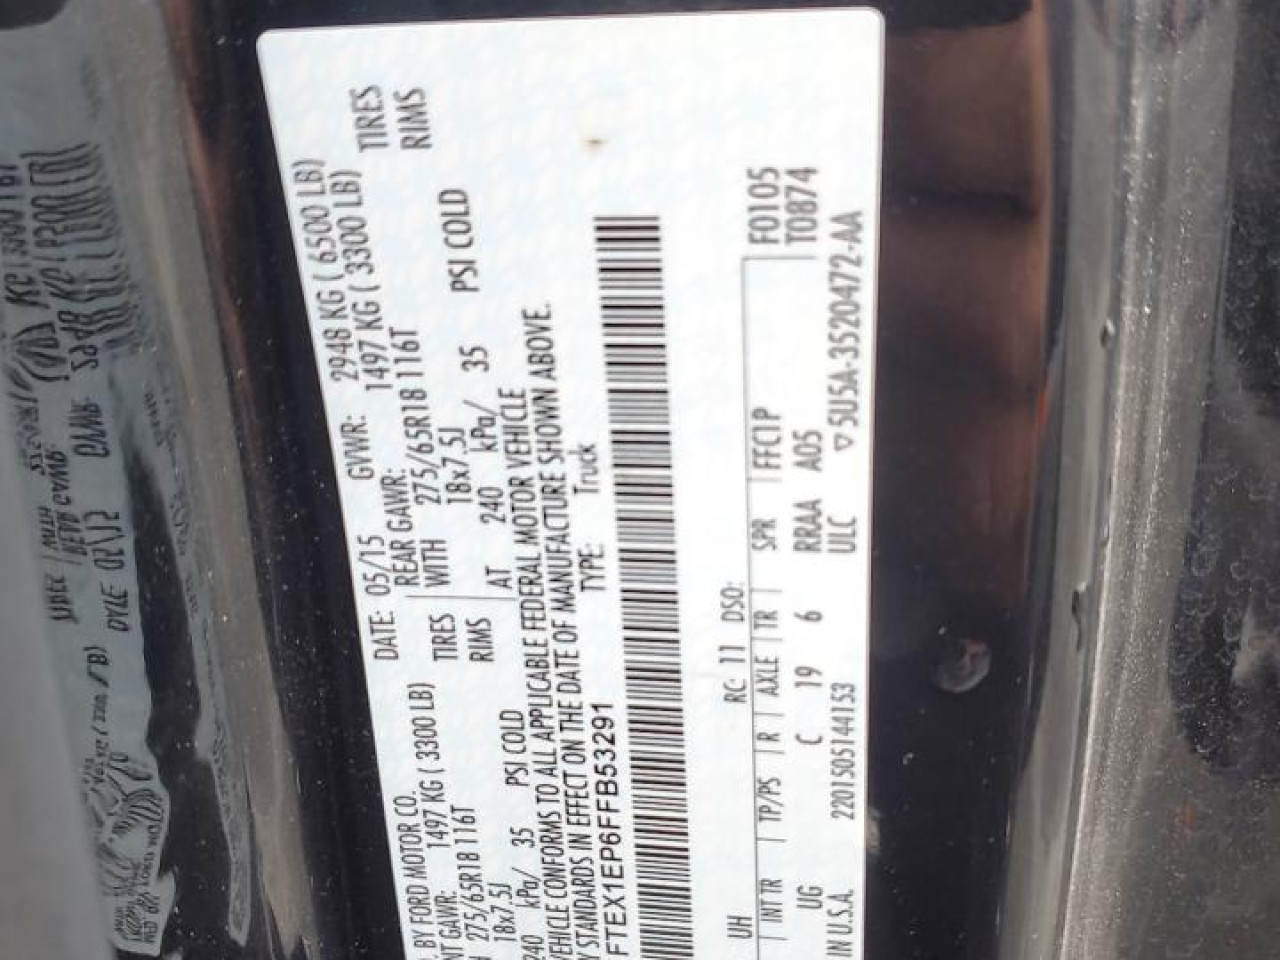 . BY FORD MOTOR CO. DATE: 05/15 GVWR: 2948 KG ( 6500 LB)
NT GAWR: 1497 KG ( 3300 LB) REAR GAWR: 1497 KG ( 3300 LB)
H 275/65R18 116T TIRES WITH 275/65R18 116T TIRES
18x7.5J RIMS 18x7.5J RIMS
240 kPa/ 35 PSI COLD AT 240 kPa/ 35 PSI COLD
VEHICLE CONFORMS TO ALL APPLICABLE FEDERAL MOTOR VEHICLE
Y STANDARDS IN EFFECT ON THE DATE OF MANUFACTURE SHOWN ABOVE.
FTEX1EP6FFB53291 TYPE: Truck
F0105
T0874
UH RC: 11 DSO:
INT TR TP/PS R AXLE TR SPR FFC1P
UG C 19 6 RRAA A05
IN U.S.A. 220150514415 3 ULC ▽5U5A-3520472-AA